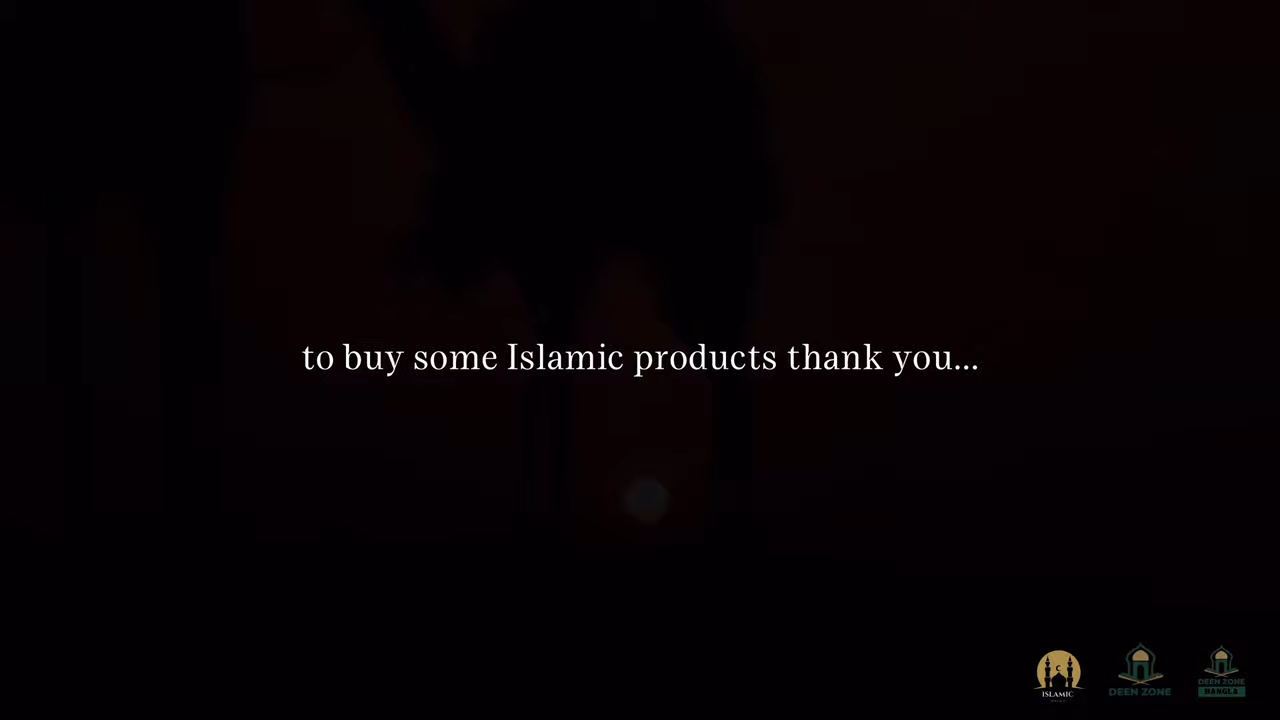 to buy some Islamic products thank you...
ISLAMIC
DEEN ZONE
DEEN ZONE
BANGLA